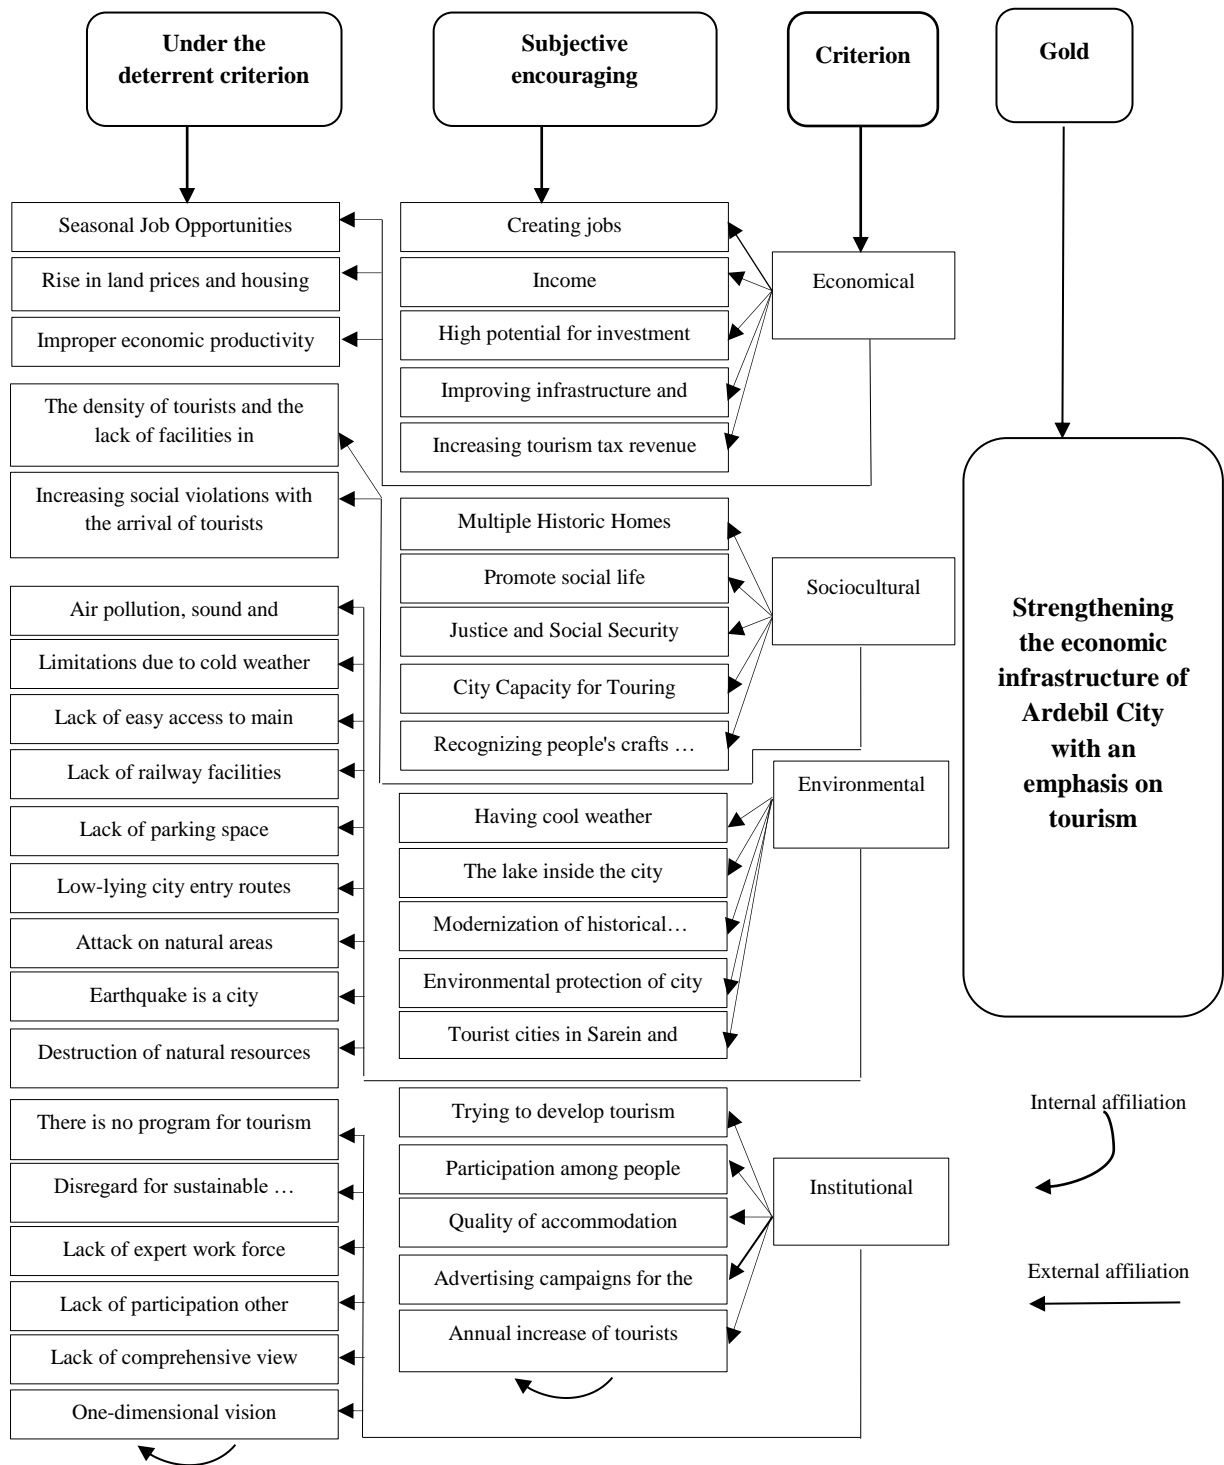 Under the
deterrent criterion
Subjective
encouraging
Criterion
Gold
Seasonal Job Opportunities
Rise in land prices and housing
Improper economic productivity
The density of tourists and the
lack of facilities in
Increasing social violations with
the arrival of tourists
Air pollution, sound and
Limitations due to cold weather
Lack of easy access to main
Lack of railway facilities
Lack of parking space
Low-lying city entry routes
Attack on natural areas
Earthquake is a city
Destruction of natural resources
There is no program for tourism
Disregard for sustainable …
Lack of expert work force
Lack of participation other
Lack of comprehensive view
One-dimensional vision
Creating jobs
Income
High potential for investment
Improving infrastructure and
Increasing tourism tax revenue
Multiple Historic Homes
Promote social life
Justice and Social Security
City Capacity for Touring
Recognizing people's crafts …
Having cool weather
The lake inside the city
Modernization of historical…
Environmental protection of city
Tourist cities in Sarein and
Trying to develop tourism
Participation among people
Quality of accommodation
Advertising campaigns for the
Annual increase of tourists
Economical
Sociocultural
Environmental
Institutional
Strengthening
the economic
infrastructure of
Ardebil City
with an
emphasis on
tourism
Internal affiliation
External affiliation